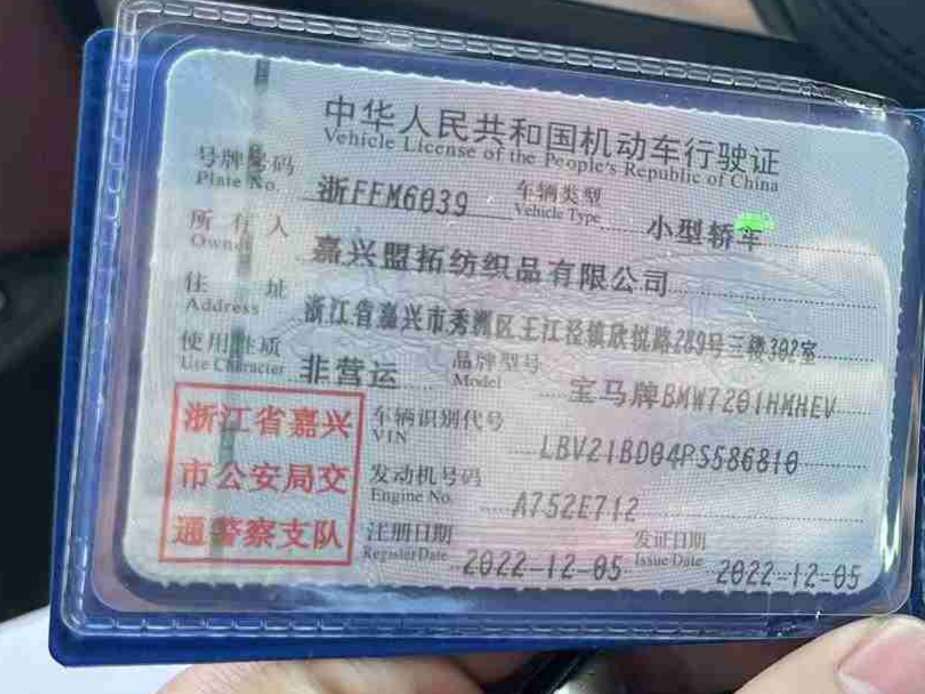 中华人民共和国机动车行驶证
Vehicle License of the People's Republic of China
号牌号码 浙FFM6039 车辆类型 小型轿车
Plate No. Vehicle Type
所有人 嘉兴盟拓纺织品有限公司
Owner
住址 浙江省嘉兴市秀洲区王江泾镇欣悦路289号三楼302室
Address
使用性质 非营运 品牌型号 宝马牌BMW7201HMHEV
Use Character Model
浙江省嘉兴 车辆识别代号 LBV21BD04PS586810
VIN
市公安局交 发动机号码 A752E712
Engine No.
通警察支队 注册日期 2022-12-05 发证日期 2022-12-05
Register Date Issue Date